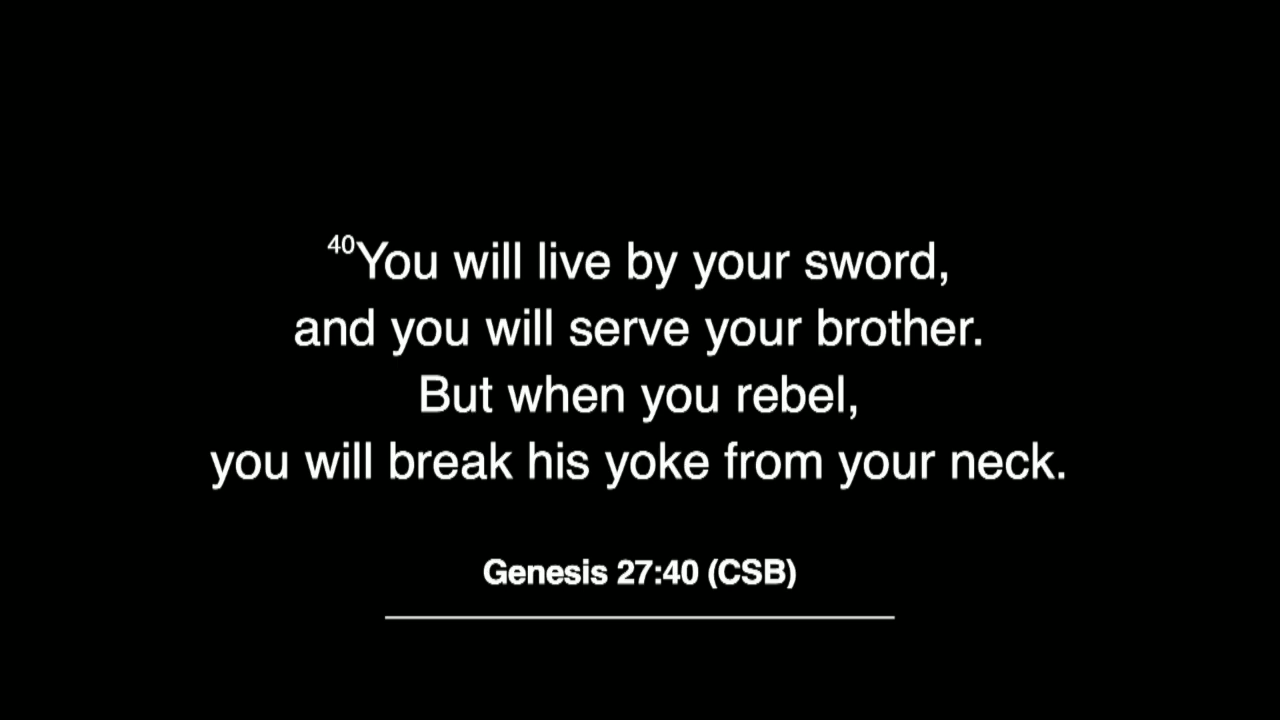 40You will live by your sword,
and you will serve your brother.
But when you rebel,
you will break his yoke from your neck.
Genesis 27:40 (CSB)